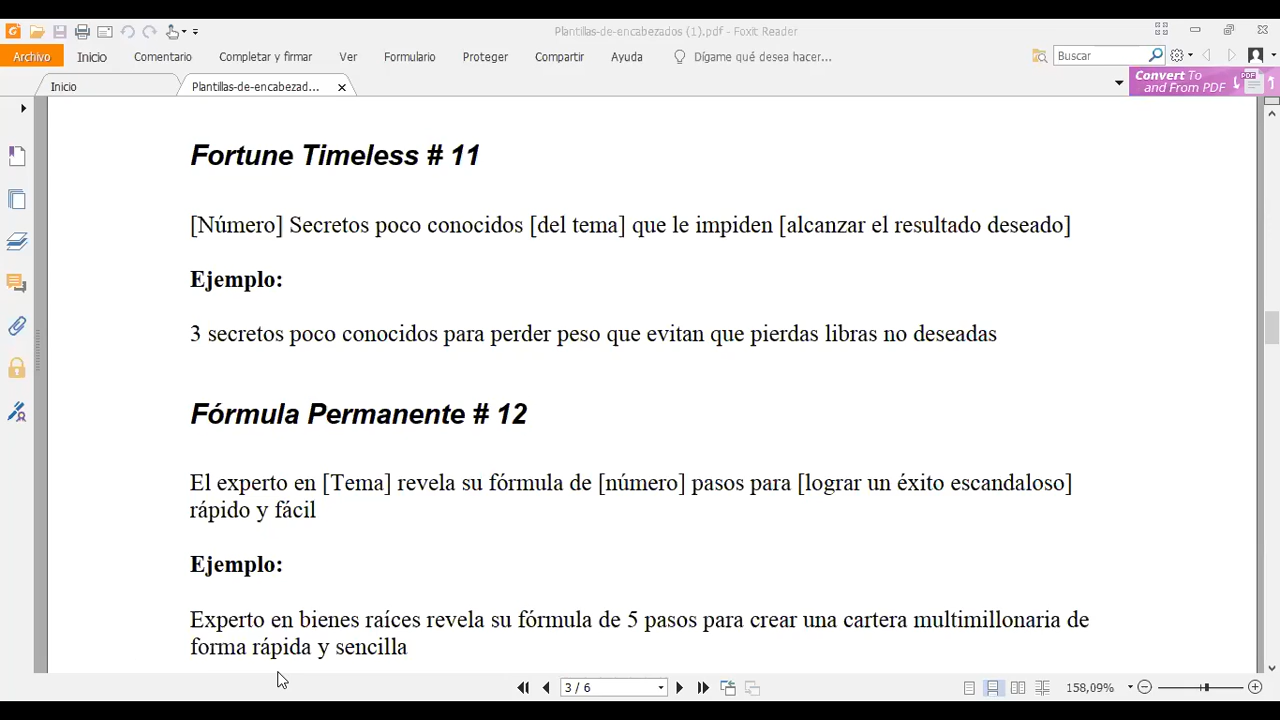 Plantillas-de-encabezados (1).pdf - Foxit Reader
Archivo Inicio Comentario Completar y firmar Ver Formulario Proteger Compartir Ayuda Dígame qué desea hacer... Buscar
Inicio Plantillas-de-encabezad... Convert To
and From PDF PDF
Fortune Timeless # 11
[Número] Secretos poco conocidos [del tema] que le impiden [alcanzar el resultado deseado]
Ejemplo:
3 secretos poco conocidos para perder peso que evitan que pierdas libras no deseadas
Fórmula Permanente # 12
El experto en [Tema] revela su fórmula de [número] pasos para [lograr un éxito escandaloso]
rápido y fácil
Ejemplo:
Experto en bienes raíces revela su fórmula de 5 pasos para crear una cartera multimillonaria de
forma rápida y sencilla
3 / 6 158,09%